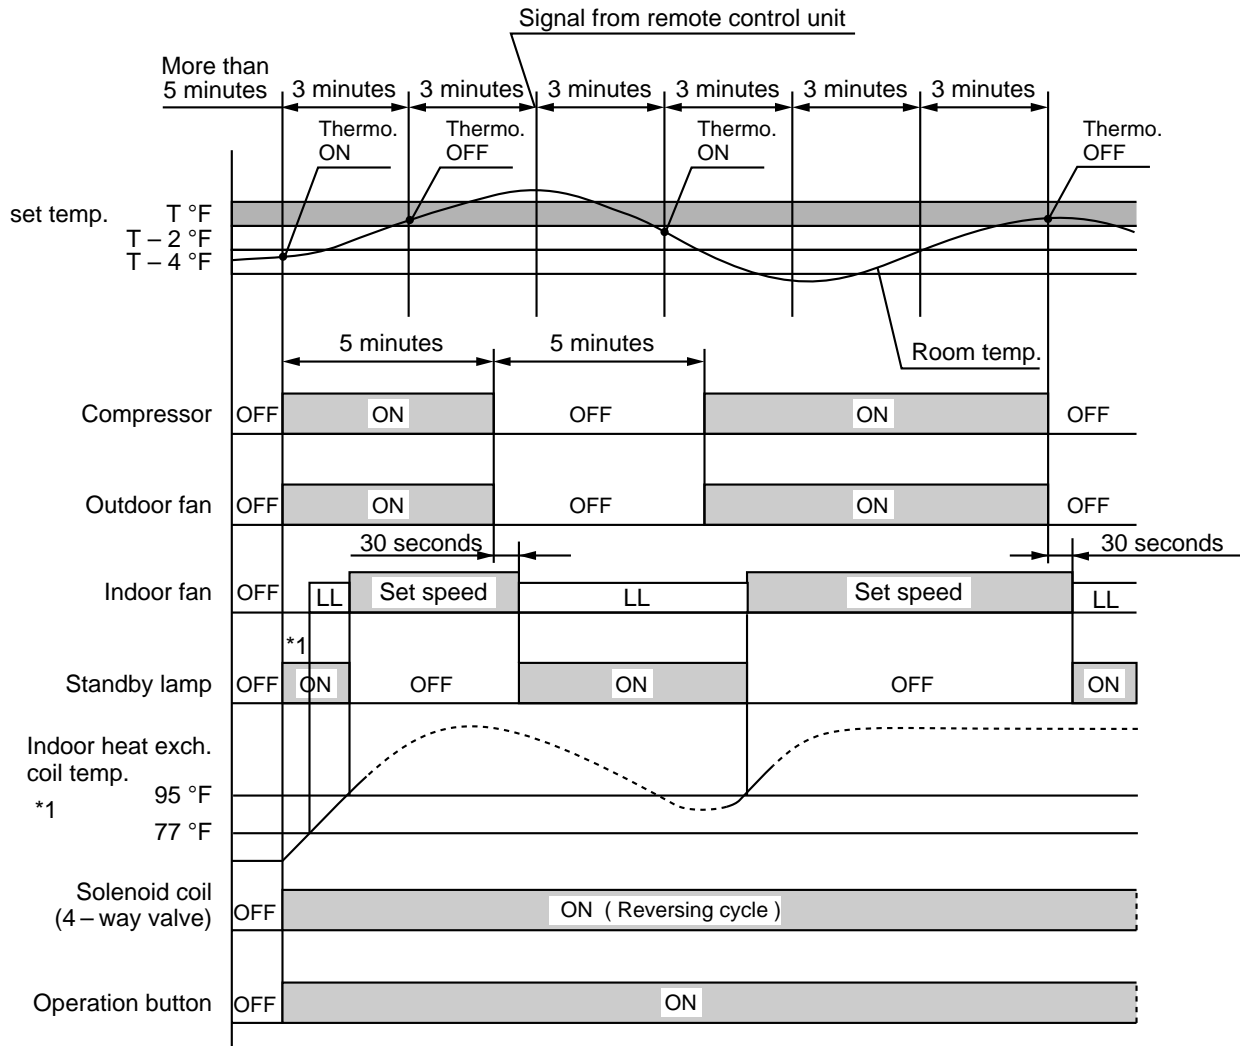 Signal from remote control unit
More than
5 minutes
3 minutes 3 minutes 3 minutes 3 minutes 3 minutes 3 minutes
Thermo.
ON
Thermo.
OFF
Thermo.
ON
Thermo.
OFF
set temp. T °F
T – 2 °F
T – 4 °F
5 minutes 5 minutes
Room temp.
Compressor OFF ON OFF ON OFF
Outdoor fan OFF ON OFF ON OFF
30 seconds 30 seconds
Indoor fan OFF LL Set speed LL Set speed LL
*1
Standby lamp OFF ON OFF ON OFF ON
Indoor heat exch.
coil temp.
95 °F
*1
77 °F
Solenoid coil
(4 – way valve) OFF ON ( Reversing cycle )
Operation button OFF ON